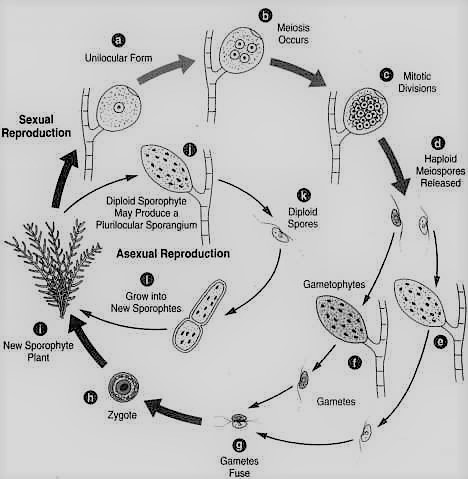 a
Unilocular Form
b
Meiosis
Occurs
c
Mitotic
Divisions
d
Haploid
Meiospores
Released
Sexual
Reproduction
j
Diploid Sporophyte
May Produce a
Plurilocular Sporangium
k
Diploid
Spores
Asexual Reproduction
l
Grow into
New Sporophtes
Gametophytes
e
f
Gametes
i
New Sporophyte
Plant
h
Zygote
g
Gametes
Fuse